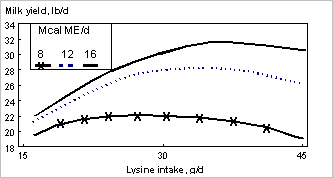 Milk yield, lb/d
34
32
30
28
26
24
22
20
18
Mcal ME/d
8 12 16
15 30 45
Lysine intake, g/d